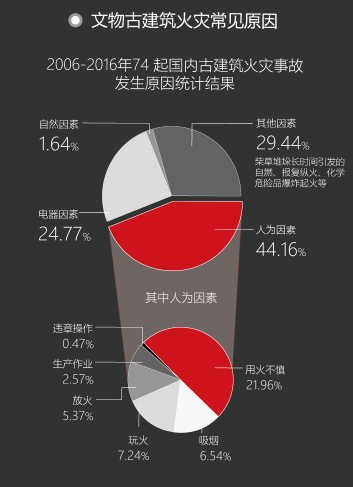 文物古建筑火灾常见原因
2006-2016年74 起国内古建筑火灾事故
发生原因统计结果
自然因素
1.64%
其他因素
29.44%
柴草堆垛长时间引发的
自燃、报复纵火、化学
危险品爆炸起火等
电器因素
24.77%
人为因素
44.16%
其中人为因素
违章操作
0.47%
生产作业
2.57%
放火
5.37%
玩火
7.24%
吸烟
6.54%
用火不慎
21.96%